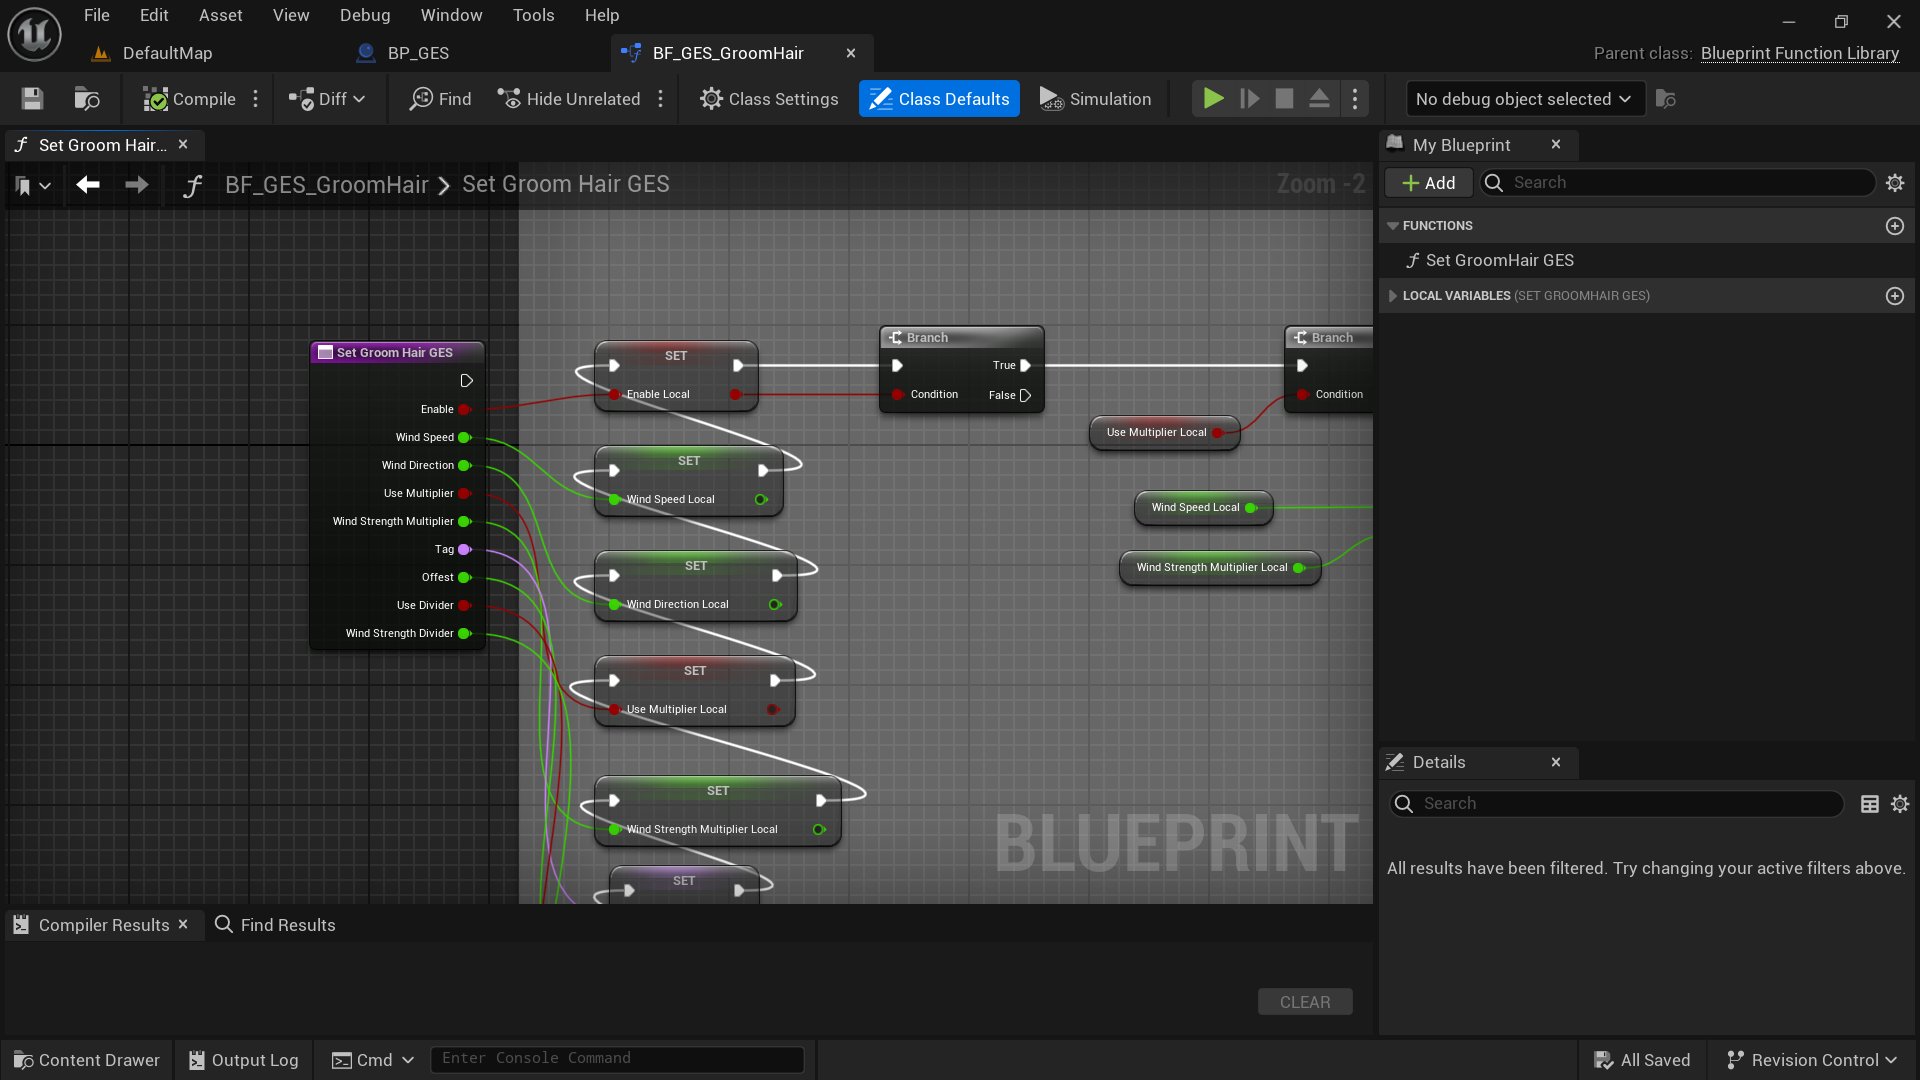 File Edit Asset View Debug Window Tools Help
DefaultMap BP_GES BF_GES_GroomHair
Parent class: Blueprint Function Library
Compile Diff Find Hide Unrelated Class Settings Class Defaults Simulation No debug object selected
Set Groom Hair...
BF_GES_GroomHair Set Groom Hair GES
Zoom -2
Set Groom Hair GES
Enable
Wind Speed
Wind Direction
Use Multiplier
Wind Strength Multiplier
Tag
Offest
Use Divider
Wind Strength Divider
SET
Enable Local
SET
Wind Speed Local
SET
Wind Direction Local
SET
Use Multiplier Local
SET
Wind Strength Multiplier Local
SET
Branch
True
Condition False
Use Multiplier Local
Wind Speed Local
Wind Strength Multiplier Local
Branch
Condition
BLUEPRINT
My Blueprint
Add Search
FUNCTIONS
Set GroomHair GES
LOCAL VARIABLES (SET GROOMHAIR GES)
Details
Search
All results have been filtered. Try changing your active filters above.
Compiler Results Find Results
CLEAR
Content Drawer Output Log Cmd Enter Console Command All Saved Revision Control